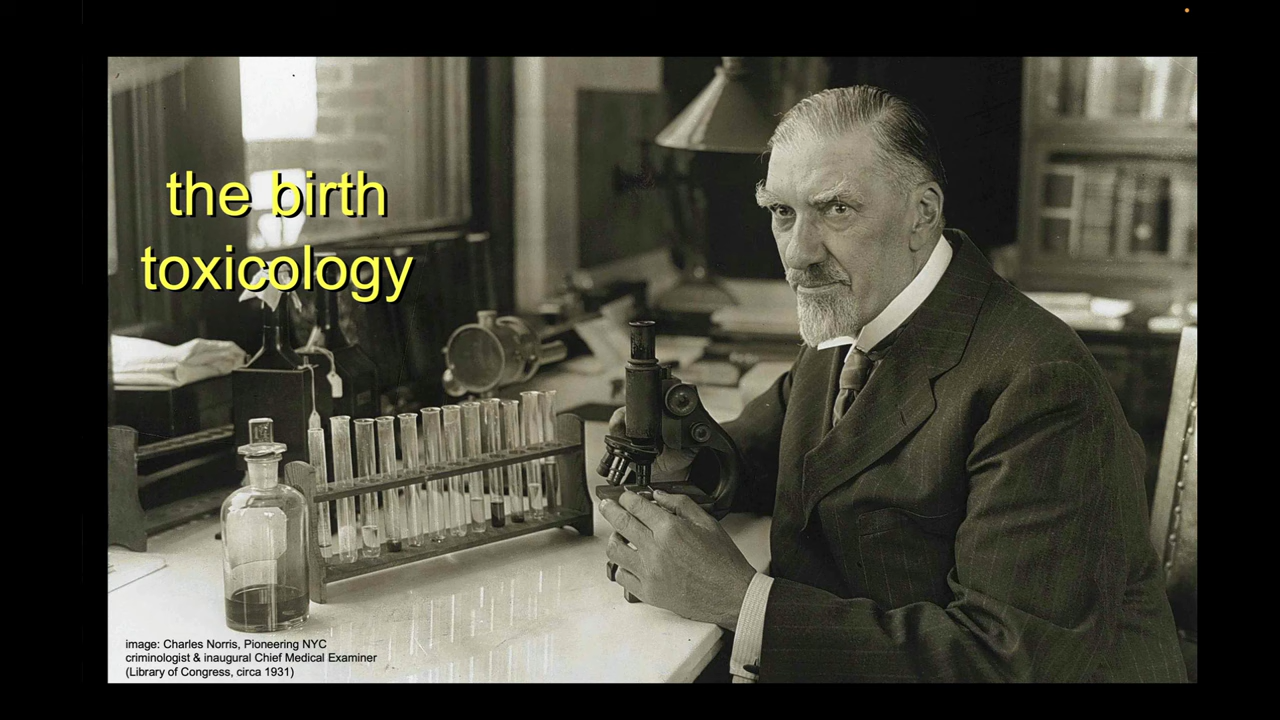 the birth
toxicology
image: Charles Norris, Pioneering NYC
criminologist & inaugural Chief Medical Examiner
(Library of Congress, circa 1931)